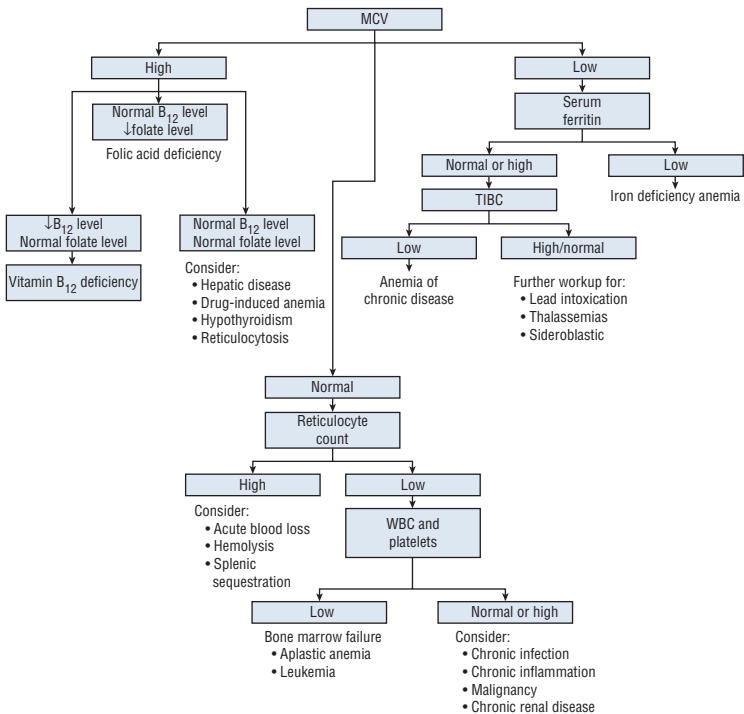 MCV
High
Low
Normal B12 level
↓folate level
Folic acid deficiency
Serum
ferritin
Normal or high
Low
Iron deficiency anemia
TIBC
↓B12 level
Normal folate level
Vitamin B12 deficiency
Normal B12 level
Normal folate level
Consider:
• Hepatic disease
• Drug-induced anemia
• Hypothyroidism
• Reticulocytosis
Low
Anemia of
chronic disease
High/normal
Further workup for:
• Lead intoxication
• Thalassemias
• Sideroblastic
Normal
Reticulocyte
count
High
Consider:
• Acute blood loss
• Hemolysis
• Splenic
sequestration
Low
WBC and
platelets
Low
Bone marrow failure
• Aplastic anemia
• Leukemia
Normal or high
Consider:
• Chronic infection
• Chronic inflammation
• Malignancy
• Chronic renal disease